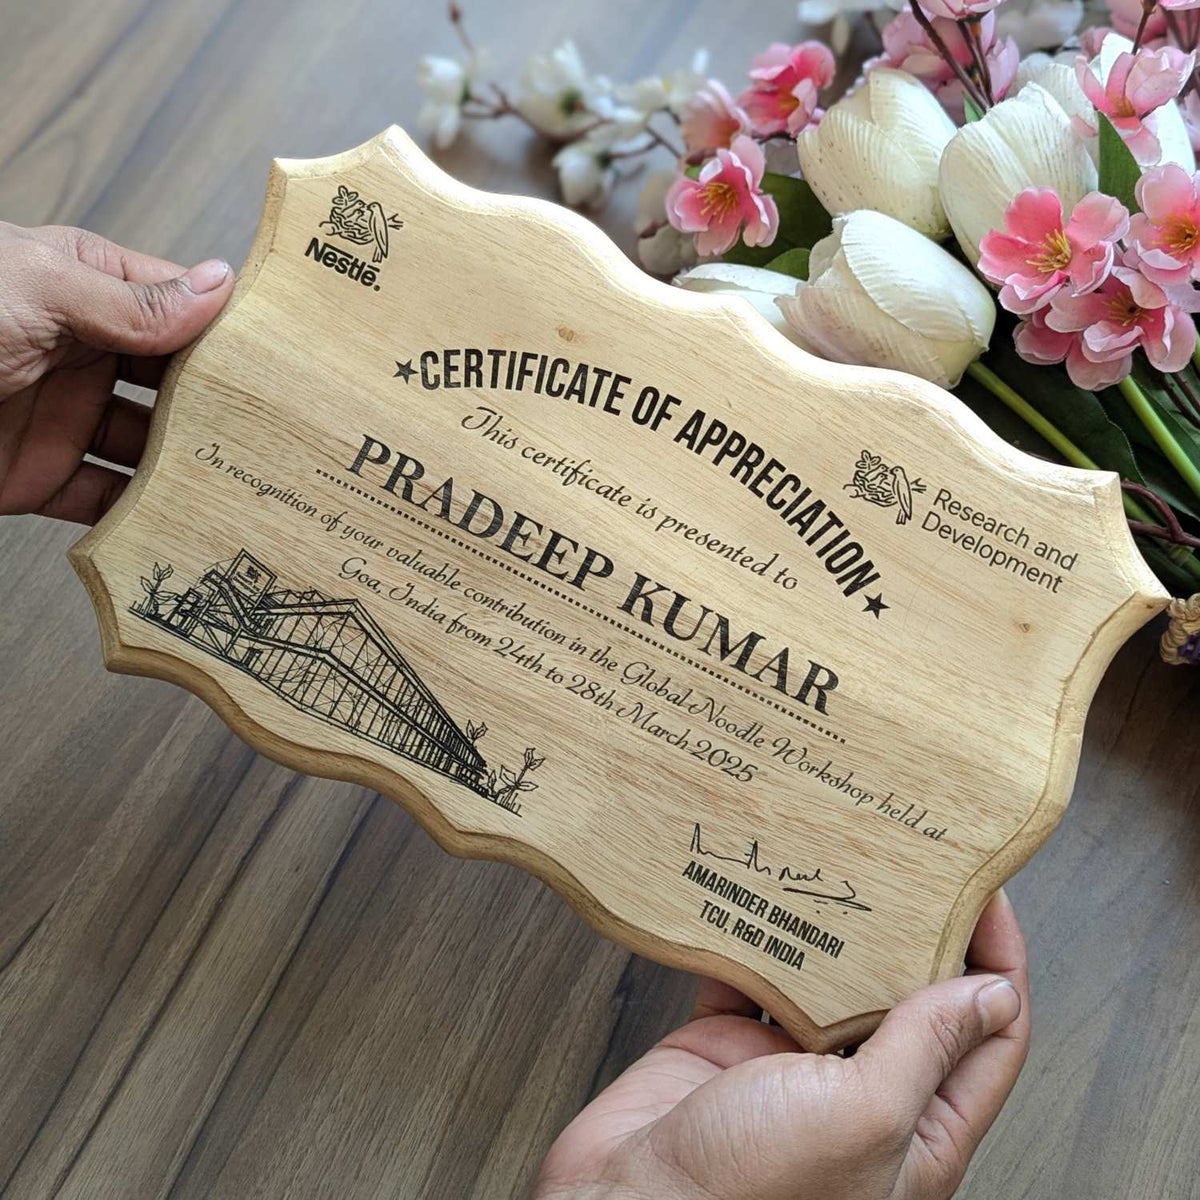 Nestlé.
★CERTIFICATE OF APPRECIATION★
Research and
Development
This certificate is presented to
PRADEEP KUMAR
In recognition of your valuable contribution in the Global Noodle Workshop held at
Goa, India from 24th to 28th March 2025
AMARINDER BHANDARI
TCU, R&D INDIA